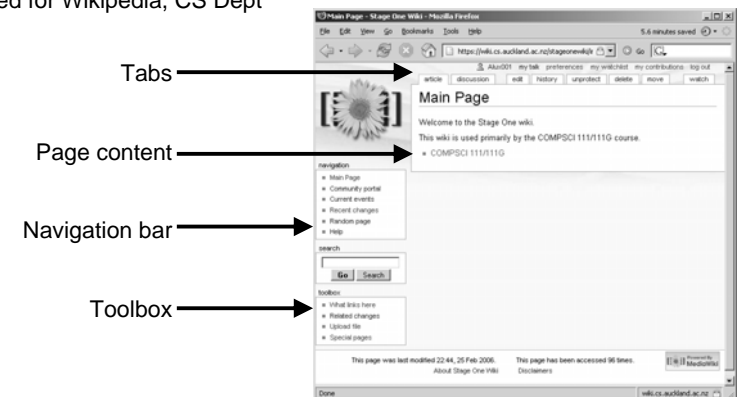 ed for Wikipedia, CS Dept
Main Page - Stage One Wiki - Mozilla Firefox
File Edit View Go Bookmarks Tools Help
5.6 minutes saved
https://wiki.cs.auckland.ac.nz/stageonewiki/ir
Go
Alux001 my talk preferences my watchlist my contributions log out
Tabs
article discussion edit history unprotect delete move watch
Main Page
Welcome to the Stage One wiki.
This wiki is used primarily by the COMPSCI 111/111G course.
Page content
COMPSCI 111/111G
navigation
Main Page
Community portal
Current events
Recent changes
Random page
Navigation bar
Help
search
Go Search
toolbox
Toolbox
What links here
Related changes
Upload file
Special pages
This page was last modified 22:44, 25 Feb 2006. This page has been accessed 96 times.
About Stage One Wiki Disclaimers
Powered By
MediaWiki
Done
wiki.cs.auckland.ac.nz